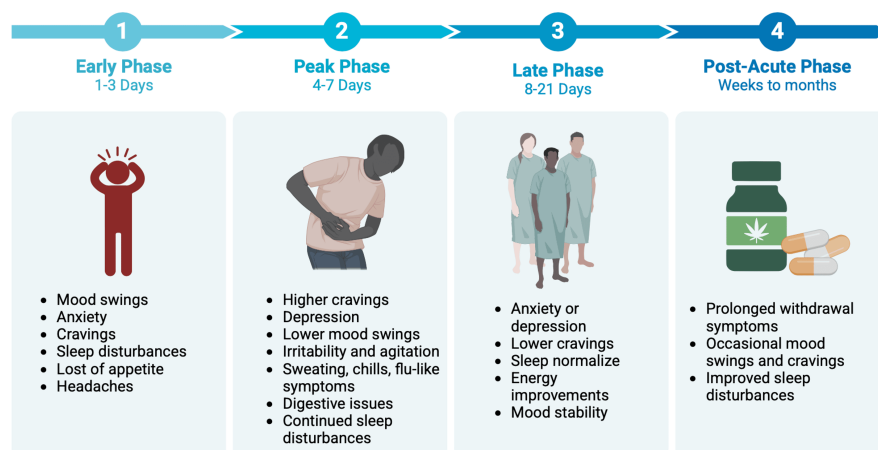 1
2
3
4
Early Phase
1-3 Days
Peak Phase
4-7 Days
Late Phase
8-21 Days
Post-Acute Phase
Weeks to months
• Mood swings
• Anxiety
• Cravings
• Sleep disturbances
• Lost of appetite
• Headaches
• Higher cravings
• Depression
• Lower mood swings
• Irritability and agitation
• Sweating, chills, flu-like
symptoms
• Digestive issues
• Continued sleep
disturbances
• Anxiety or
depression
• Lower cravings
• Sleep normalize
• Energy
improvements
• Mood stability
• Prolonged withdrawal
symptoms
• Occasional mood
swings and cravings
• Improved sleep
disturbances